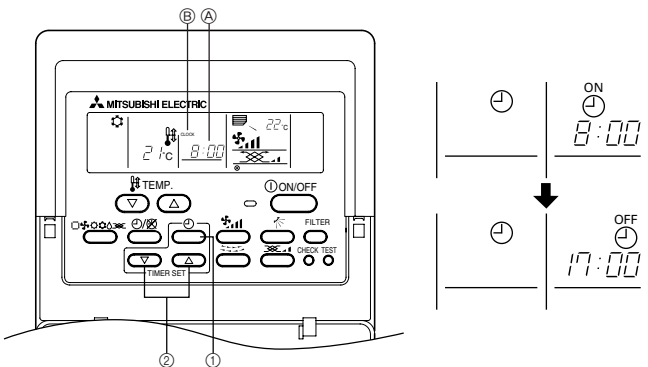 Ⓑ Ⓐ
MITSUBISHI ELECTRIC
CLOCK
22°C
21°C
8:00
TEMP.
ON/OFF
FILTER
CHECK TEST
TIMER SET
② ①
ON
8:00
OFF
17:00